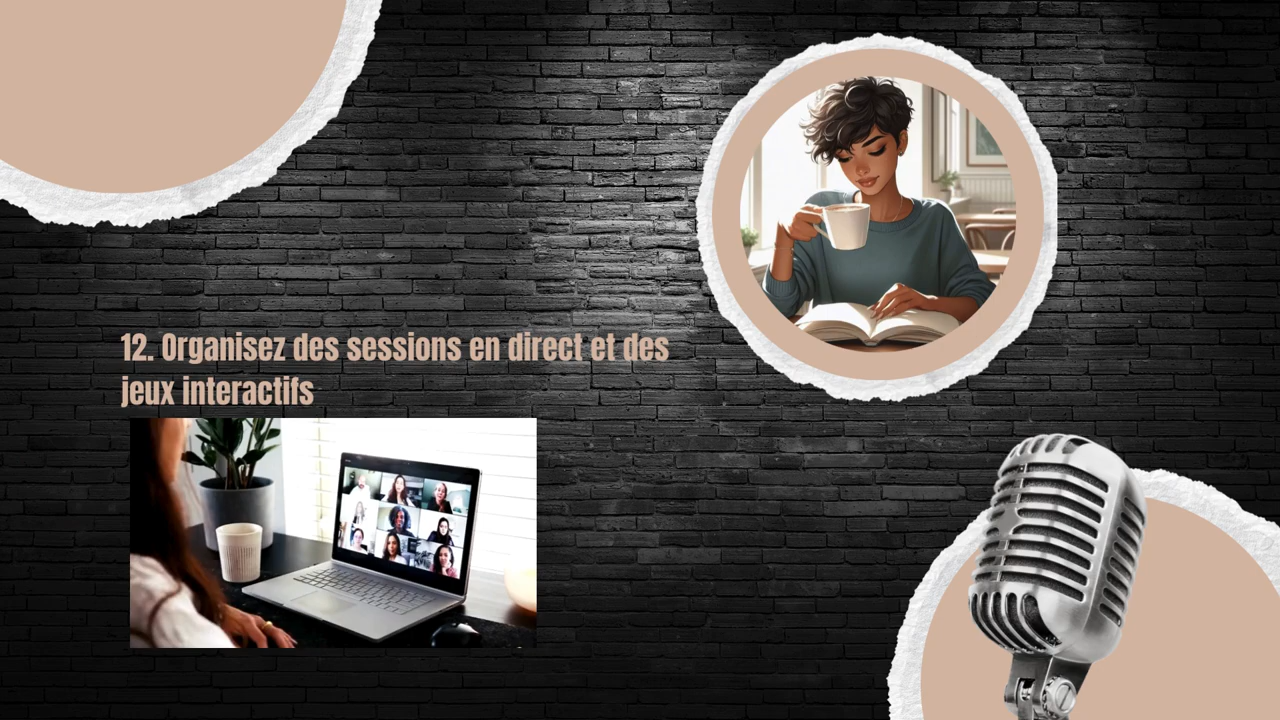 12. Organisez des sessions en direct et des
jeux interactifs